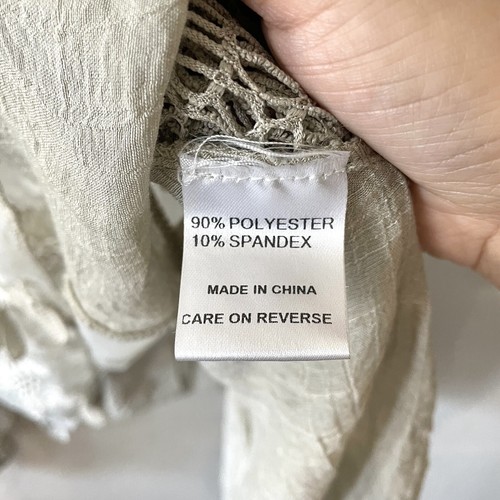 90% POLYESTER
10% SPANDEX
MADE IN CHINA
CARE ON REVERSE